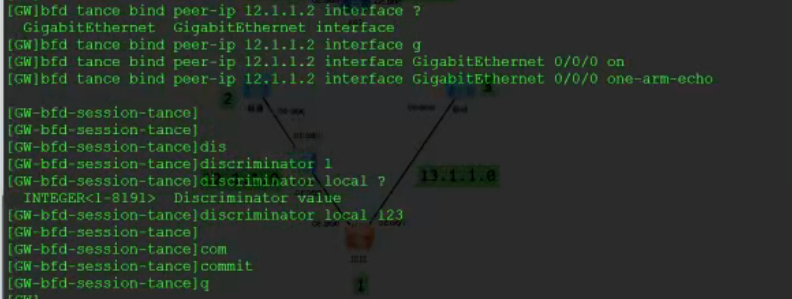 [GW]bfd tance bind peer-ip 12.1.1.2 interface ?
GigabitEthernet  GigabitEthernet interface
[GW]bfd tance bind peer-ip 12.1.1.2 interface g
[GW]bfd tance bind peer-ip 12.1.1.2 interface GigabitEthernet 0/0/0 on
[GW]bfd tance bind peer-ip 12.1.1.2 interface GigabitEthernet 0/0/0 one-arm-echo
[GW-bfd-session-tance]
[GW-bfd-session-tance]
[GW-bfd-session-tance]dis
[GW-bfd-session-tance]discriminator l
[GW-bfd-session-tance]discriminator local ?
INTEGER<1-8191>  Discriminator value
[GW-bfd-session-tance]discriminator local 123
[GW-bfd-session-tance]
[GW-bfd-session-tance]com
[GW-bfd-session-tance]commit
[GW-bfd-session-tance]q
[GW]
2
3
13.1.1.0
1